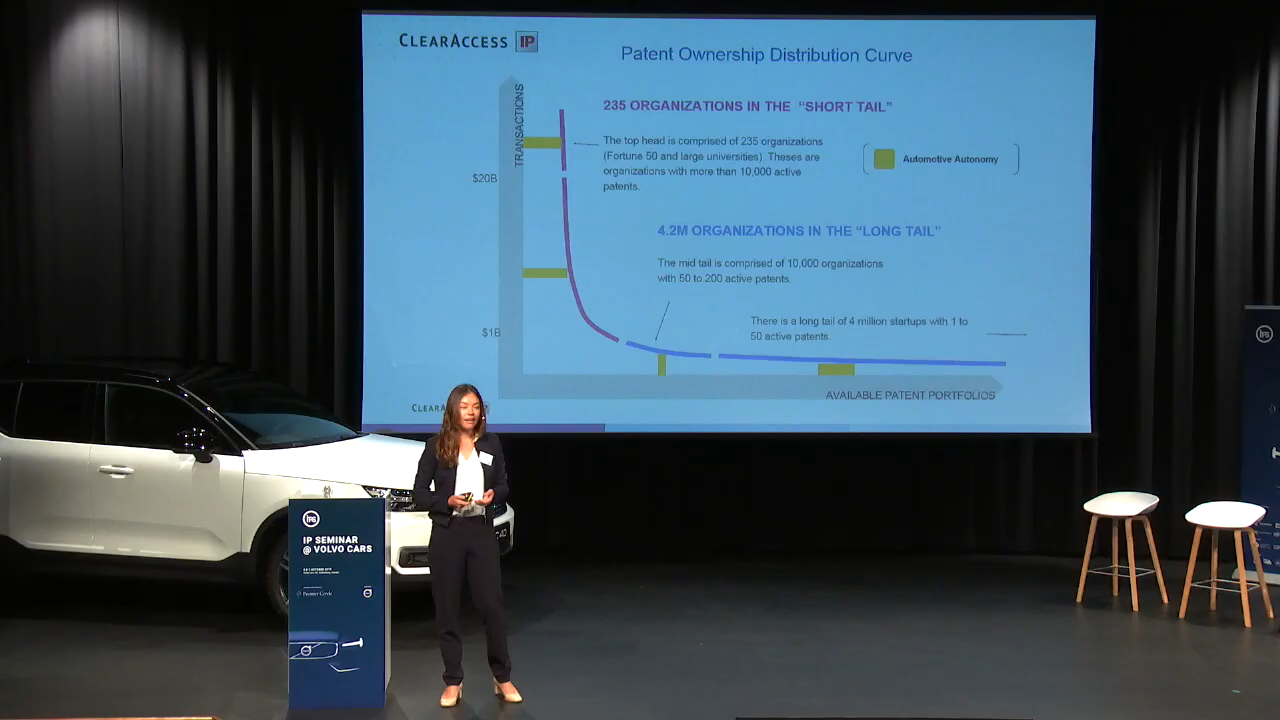 CLEARACCESS IP
Patent Ownership Distribution Curve
TRANSACTIONS
235 ORGANIZATIONS IN THE “SHORT TAIL”
The top head is comprised of 235 organizations
(Fortune 50 and large universities). Theses are
organizations with more than 10,000 active
patents.
Automotive Autonomy
$20B
4.2M ORGANIZATIONS IN THE “LONG TAIL”
The mid tail is comprised of 10,000 organizations
with 50 to 200 active patents.
There is a long tail of 4 million startups with 1 to
50 active patents.
$1B
AVAILABLE PATENT PORTFOLIOS
CLEARA
IP SEMINAR
@ VOLVO CARS
Premier Cercle